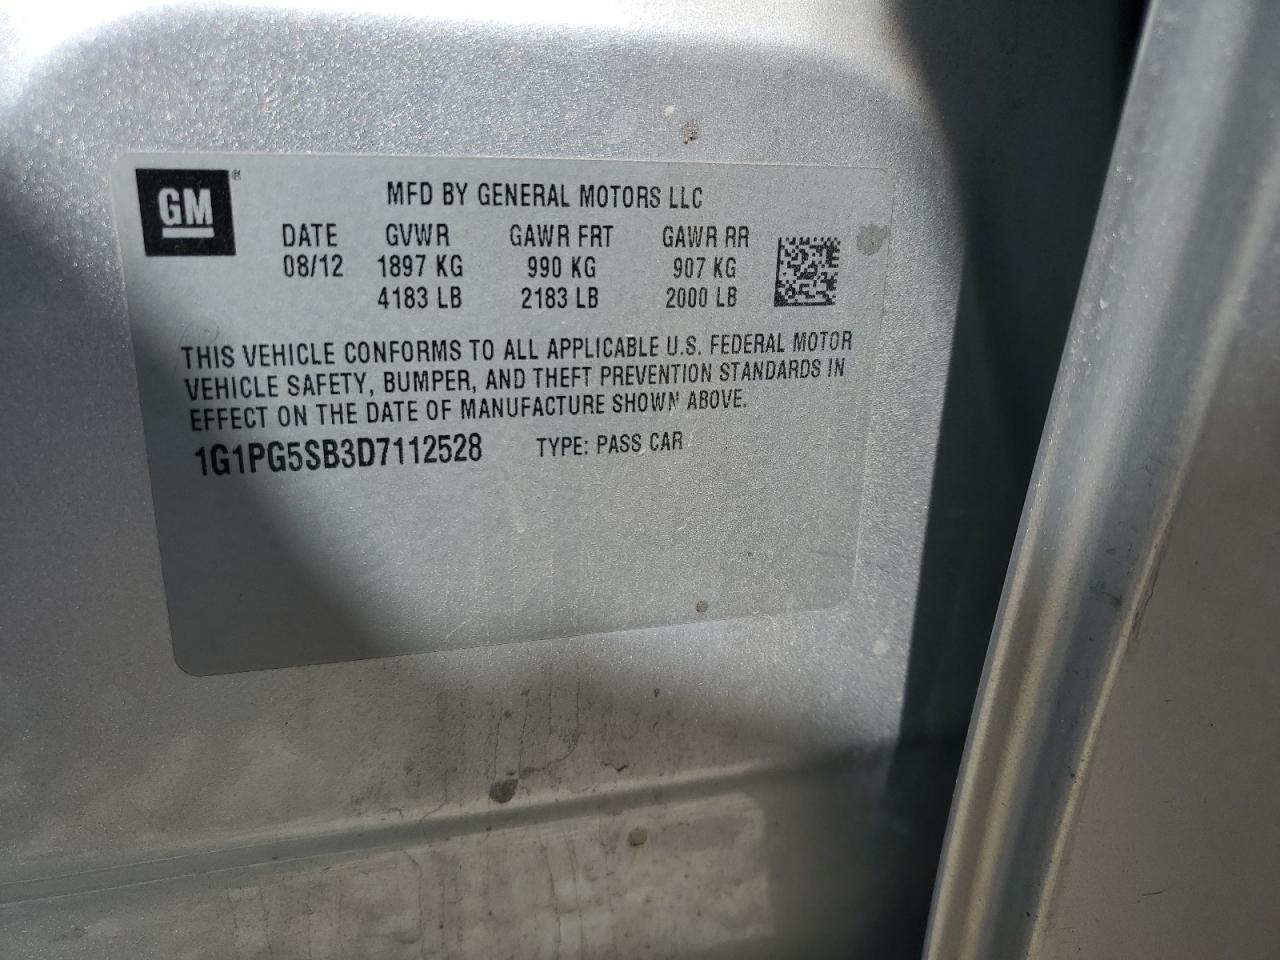 GM®
MFD BY GENERAL MOTORS LLC
DATE GVWR GAWR FRT GAWR RR
08/12 1897 KG 990 KG 907 KG
4183 LB 2183 LB 2000 LB
THIS VEHICLE CONFORMS TO ALL APPLICABLE U.S. FEDERAL MOTOR
VEHICLE SAFETY, BUMPER, AND THEFT PREVENTION STANDARDS IN
EFFECT ON THE DATE OF MANUFACTURE SHOWN ABOVE.
1G1PG5SB3D7112528 TYPE: PASS CAR